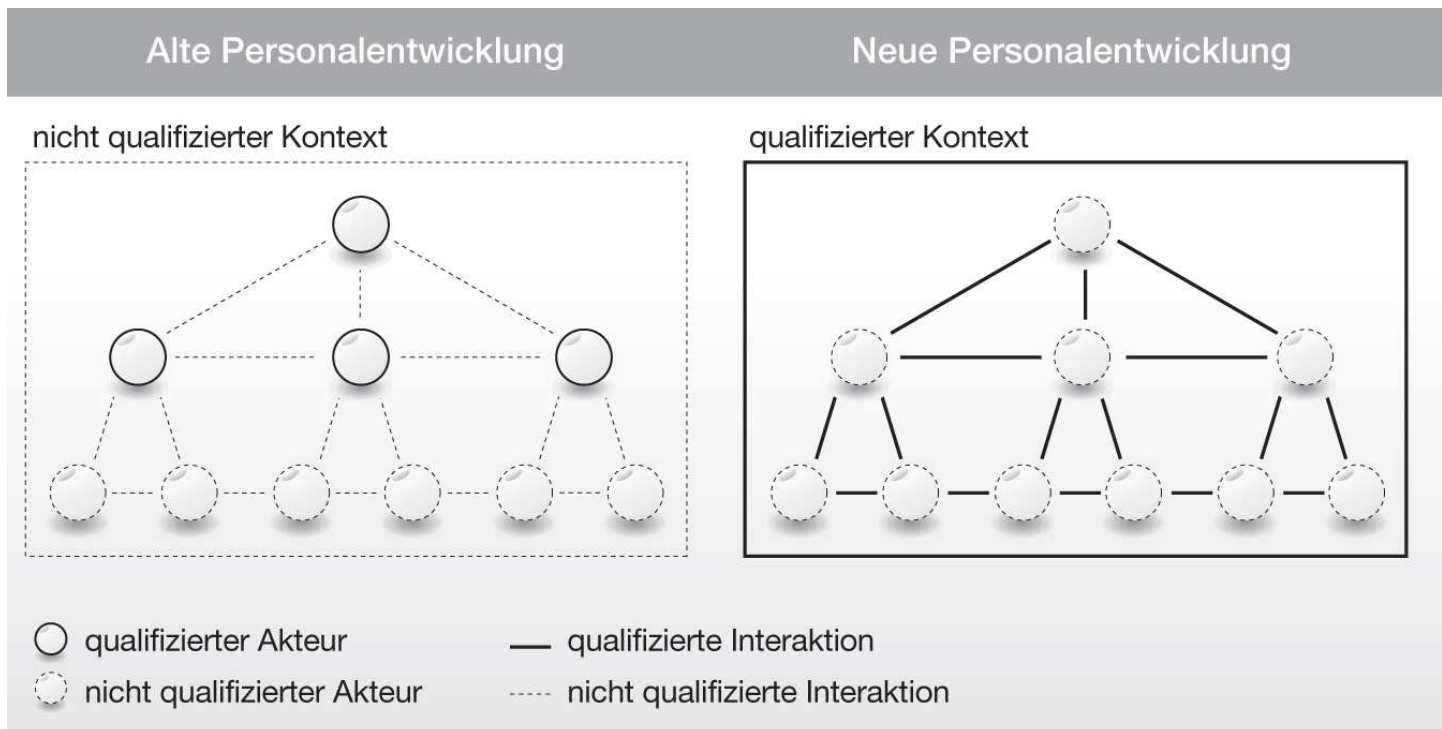 Alte Personalentwicklung
Neue Personalentwicklung
nicht qualifizierter Kontext
qualifizierter Kontext
qualifizierter Akteur
qualifizierte Interaktion
nicht qualifizierter Akteur
nicht qualifizierte Interaktion